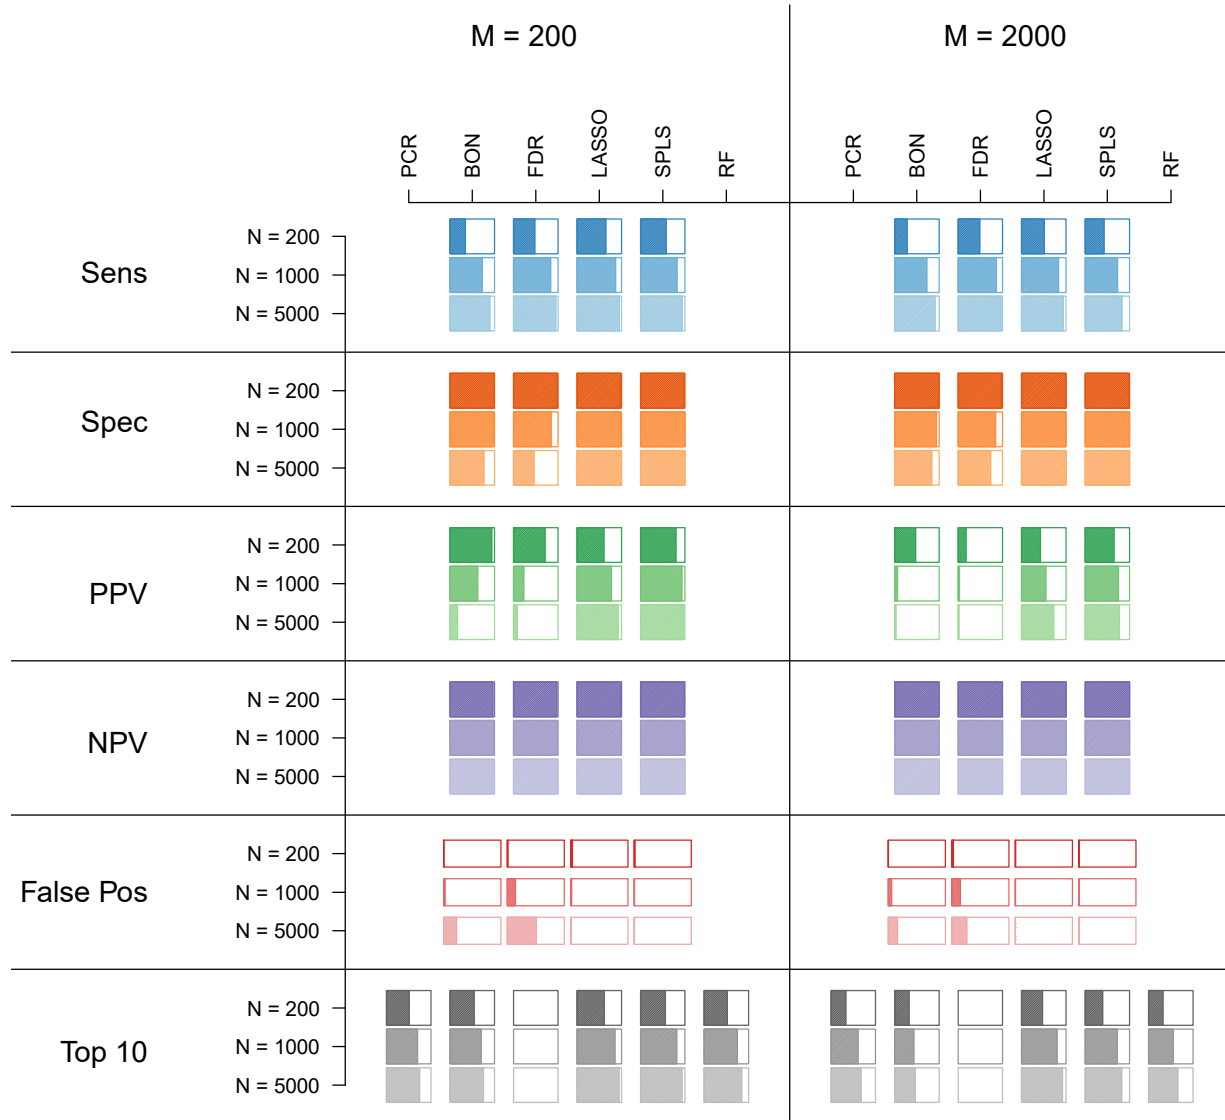 M = 200
M = 2000
PCR
BON
FDR
LASSO
SPLS
RF
PCR
BON
FDR
LASSO
SPLS
RF
Sens
N = 200
N = 1000
N = 5000
Spec
N = 200
N = 1000
N = 5000
PPV
N = 200
N = 1000
N = 5000
NPV
N = 200
N = 1000
N = 5000
False Pos
N = 200
N = 1000
N = 5000
Top 10
N = 200
N = 1000
N = 5000